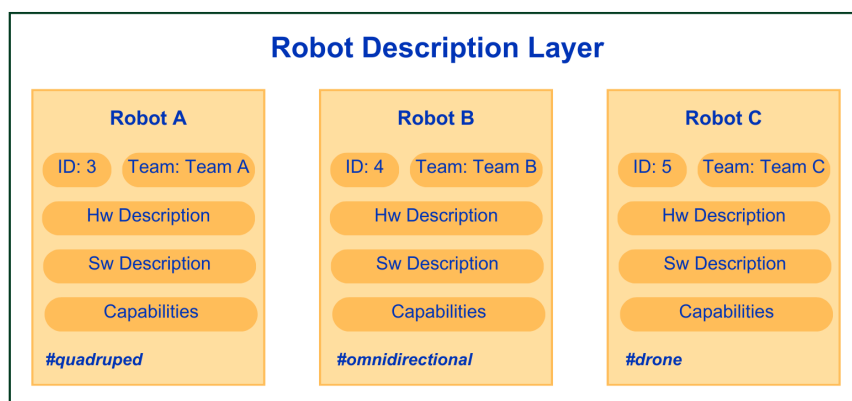 Robot Description Layer
Robot A
ID: 3
Team: Team A
Hw Description
Sw Description
Capabilities
#quadruped
Robot B
ID: 4
Team: Team B
Hw Description
Sw Description
Capabilities
#omnidirectional
Robot C
ID: 5
Team: Team C
Hw Description
Sw Description
Capabilities
#drone